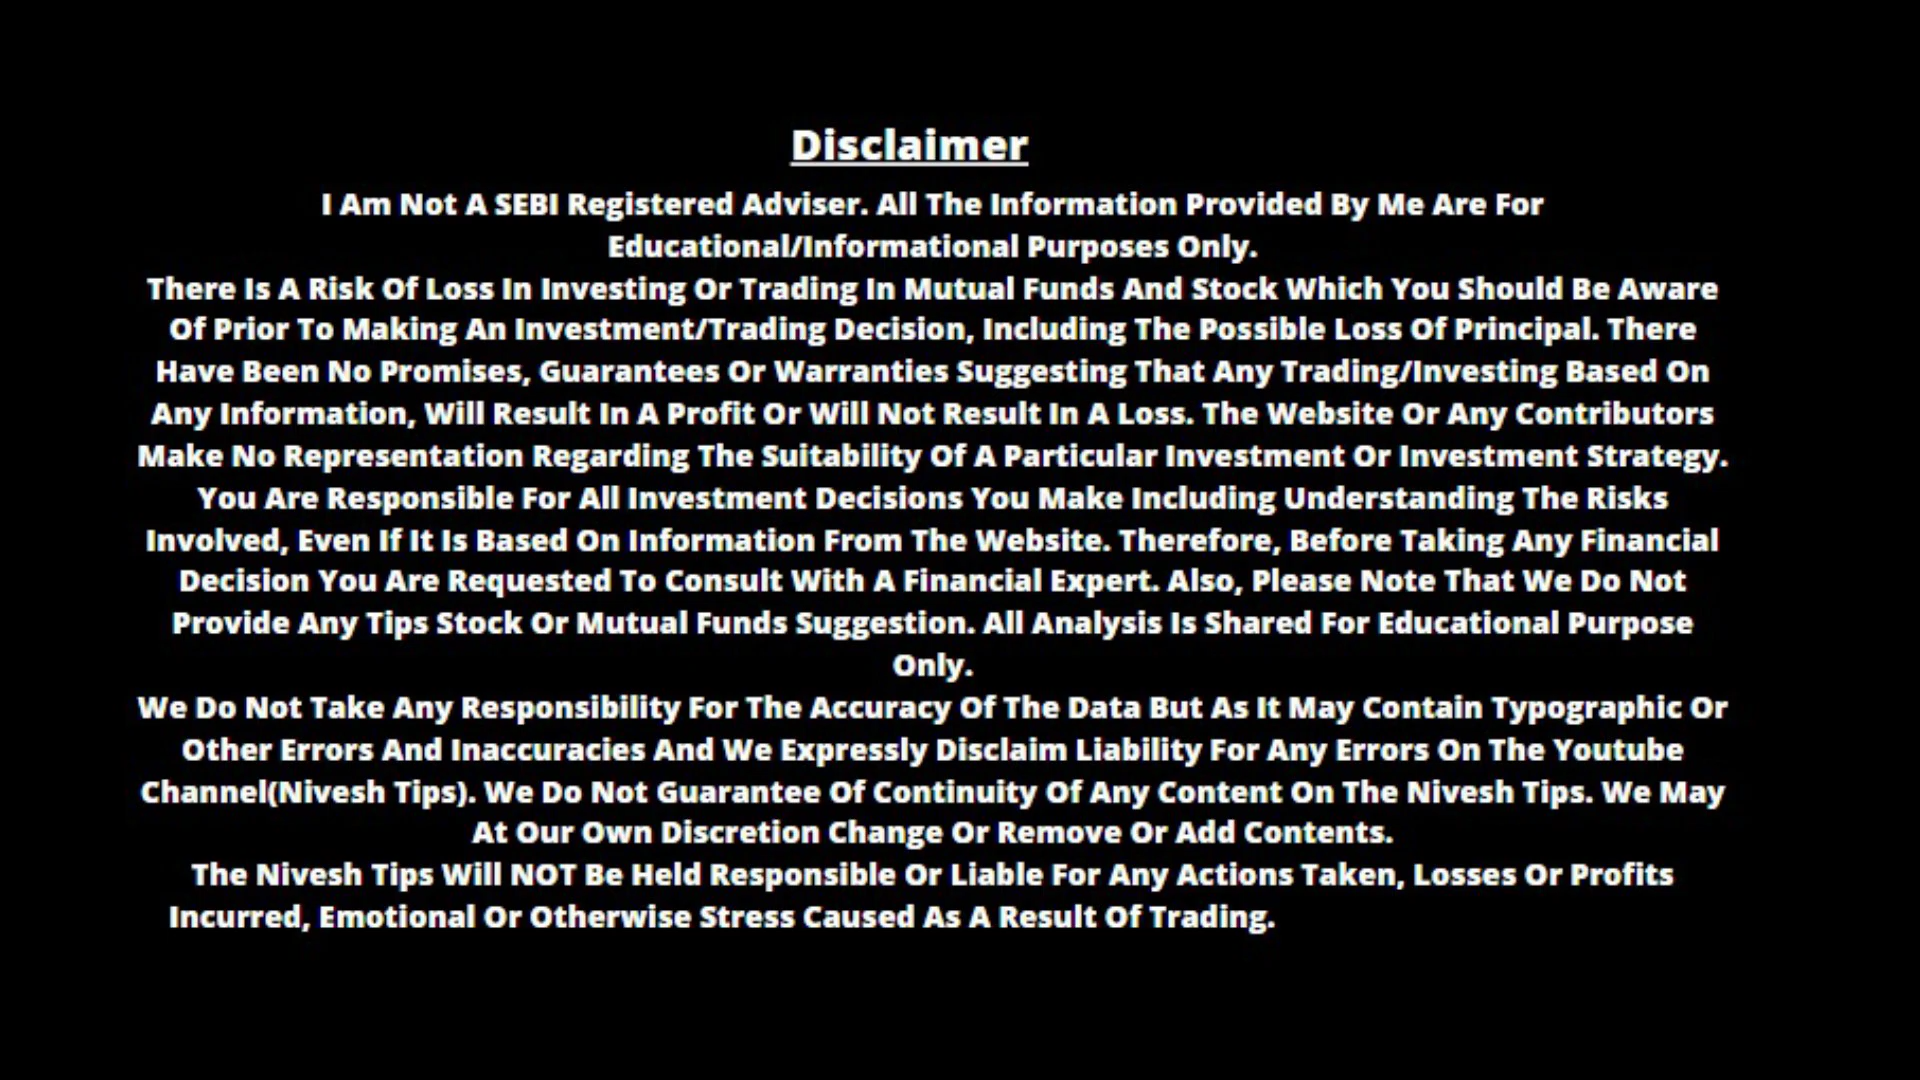 Disclaimer
I Am Not A SEBI Registered Adviser. All The Information Provided By Me Are For
Educational/Informational Purposes Only.
There Is A Risk Of Loss In Investing Or Trading In Mutual Funds And Stock Which You Should Be Aware
Of Prior To Making An Investment/Trading Decision, Including The Possible Loss Of Principal. There
Have Been No Promises, Guarantees Or Warranties Suggesting That Any Trading/Investing Based On
Any Information, Will Result In A Profit Or Will Not Result In A Loss. The Website Or Any Contributors
Make No Representation Regarding The Suitability Of A Particular Investment Or Investment Strategy.
You Are Responsible For All Investment Decisions You Make Including Understanding The Risks
Involved, Even If It Is Based On Information From The Website. Therefore, Before Taking Any Financial
Decision You Are Requested To Consult With A Financial Expert. Also, Please Note That We Do Not
Provide Any Tips Stock Or Mutual Funds Suggestion. All Analysis Is Shared For Educational Purpose
Only.
We Do Not Take Any Responsibility For The Accuracy Of The Data But As It May Contain Typographic Or
Other Errors And Inaccuracies And We Expressly Disclaim Liability For Any Errors On The Youtube
Channel(Nivesh Tips). We Do Not Guarantee Of Continuity Of Any Content On The Nivesh Tips. We May
At Our Own Discretion Change Or Remove Or Add Contents.
The Nivesh Tips Will NOT Be Held Responsible Or Liable For Any Actions Taken, Losses Or Profits
Incurred, Emotional Or Otherwise Stress Caused As A Result Of Trading.